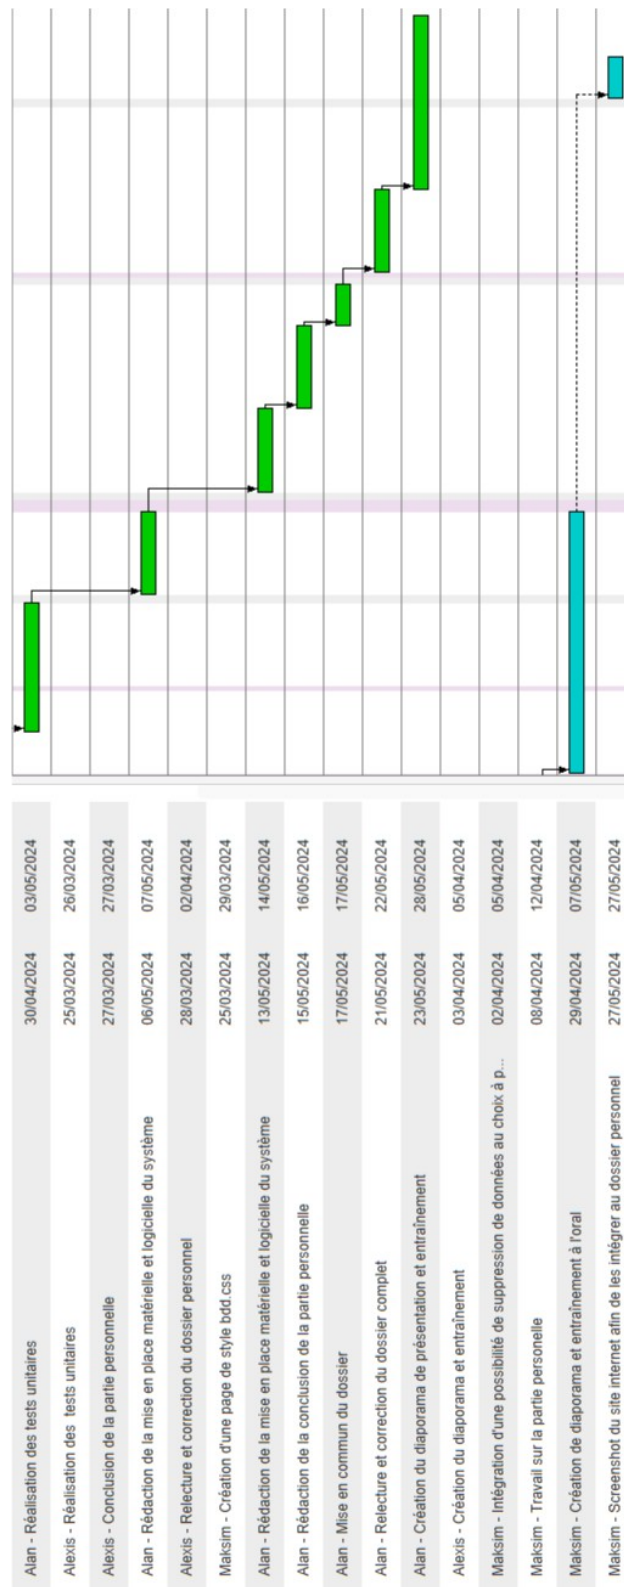 Alan - Réalisation des tests unitaires 30/04/2024 03/05/2024
Alexis - Réalisation des tests unitaires 25/03/2024 26/03/2024
Alexis - Conclusion de la partie personnelle 27/03/2024 27/03/2024
Alan - Rédaction de la mise en place matérielle et logicielle du système 06/05/2024 07/05/2024
Alexis - Relecture et correction du dossier personnel 28/03/2024 02/04/2024
Maksim - Création d'une page de style bdd.css 25/03/2024 29/03/2024
Alan - Rédaction de la mise en place matérielle et logicielle du système 13/05/2024 14/05/2024
Alan - Rédaction de la conclusion de la partie personnelle 15/05/2024 16/05/2024
Alan - Mise en commun du dossier 17/05/2024 17/05/2024
Alan - Relecture et correction du dossier complet 21/05/2024 22/05/2024
Alan - Création du diaporama de présentation et entraînement 23/05/2024 28/05/2024
Alexis - Création du diaporama et entraînement 03/04/2024 05/04/2024
Maksim - Intégration d'une possibilité de suppression de données au choix à p... 02/04/2024 05/04/2024
Maksim - Travail sur la partie personelle 08/04/2024 12/04/2024
Maksim - Création de diaporama et entraînement à l'oral 29/04/2024 07/05/2024
Maksim - Screenshot du site internet afin de les intégrer au dossier personnel 27/05/2024 27/05/2024